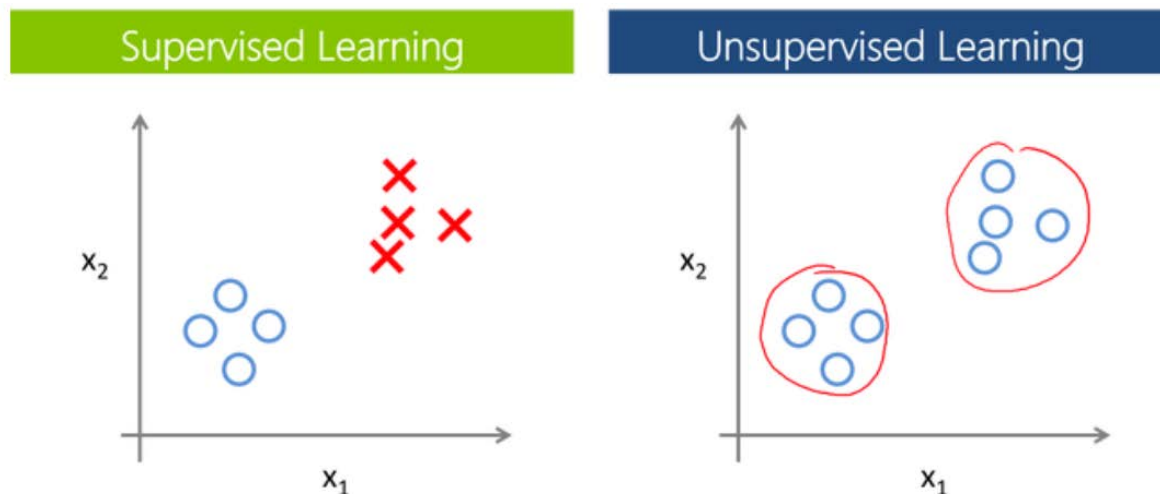 Supervised Learning
Unsupervised Learning
x₂
x₁
x₂
x₁